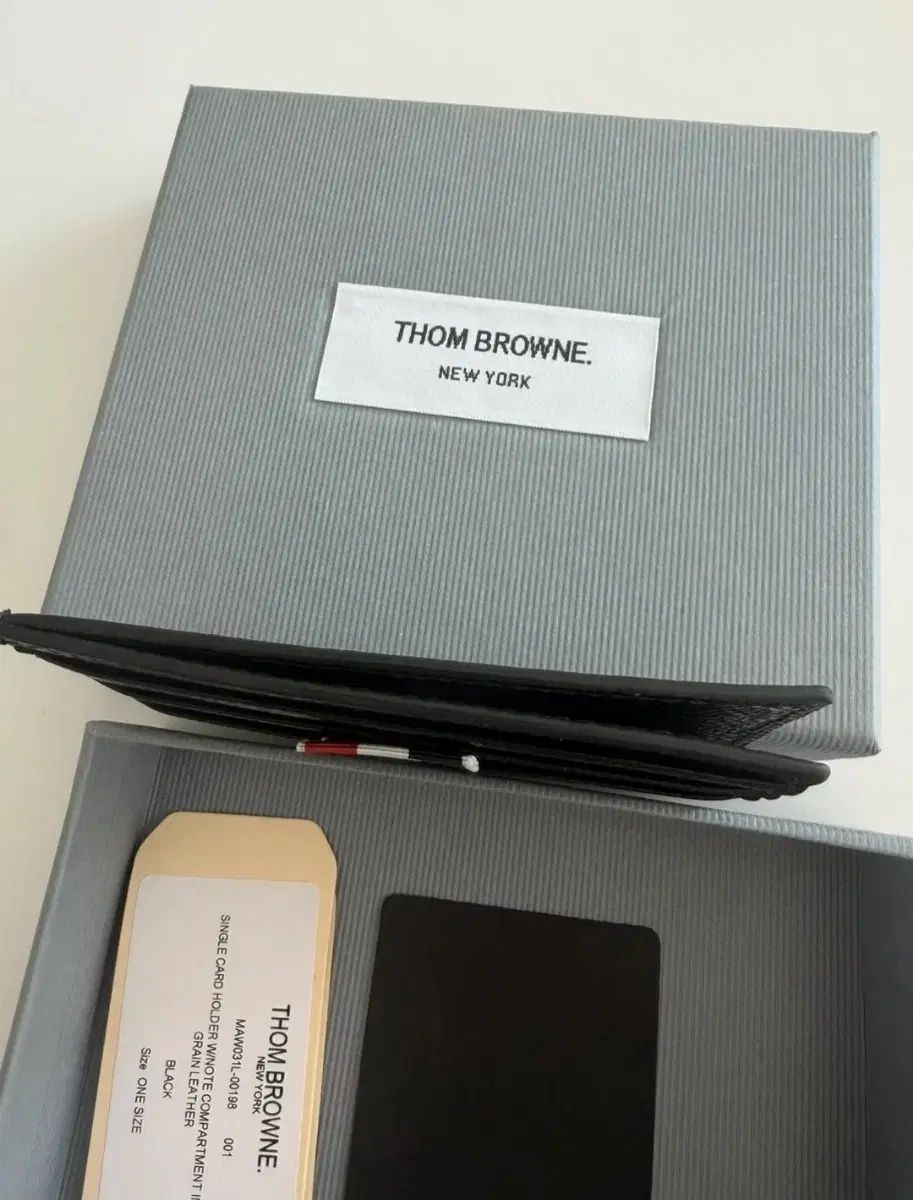 THOM BROWNE.
NEW YORK
THOM BROWNE.
NEW YORK
MAW031L-00198 001
SINGLE CARD HOLDER W/NOTE COMPARTMENT
GRAIN LEATHER
BLACK
Size ONE SIZE